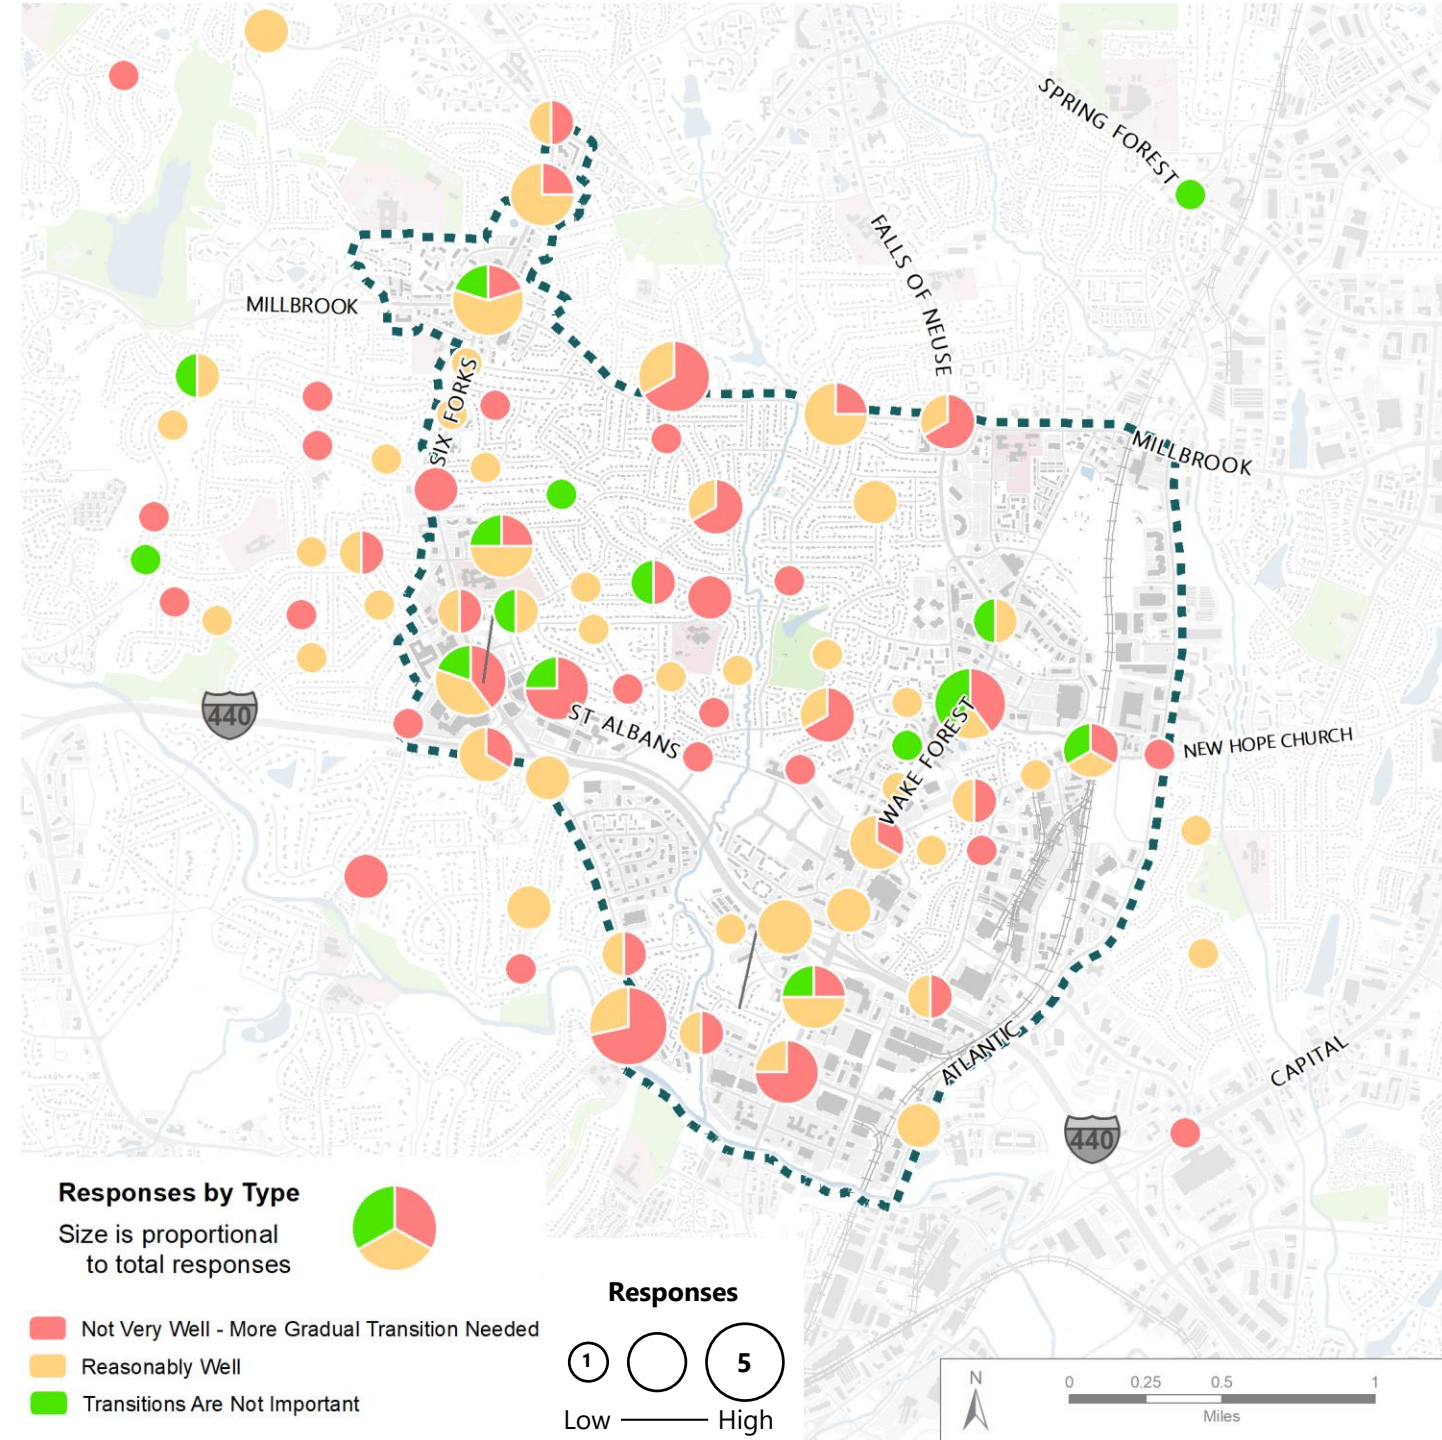 SPRING FOREST
FALLS OF NEUSE
MILLBROOK
SIX FORKS
MILLBROOK
440
ST ALBANS
WAKE FOREST
NEW HOPE CHURCH
ATLANTIC
CAPITAL
440
Responses by Type
Size is proportional
to total responses
Not Very Well - More Gradual Transition Needed
Reasonably Well
Transitions Are Not Important
Responses
1 5
Low High
N
0 0.25 0.5 1
Miles